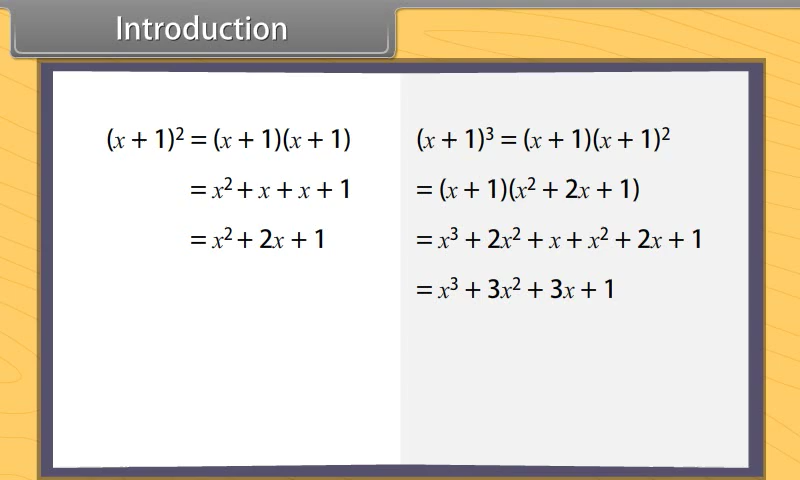 Introduction
(x + 1)² = (x + 1)(x + 1)
= x² + x + x + 1
= x² + 2x + 1
(x + 1)³ = (x + 1)(x + 1)²
= (x + 1)(x² + 2x + 1)
= x³ + 2x² + x + x² + 2x + 1
= x³ + 3x² + 3x + 1